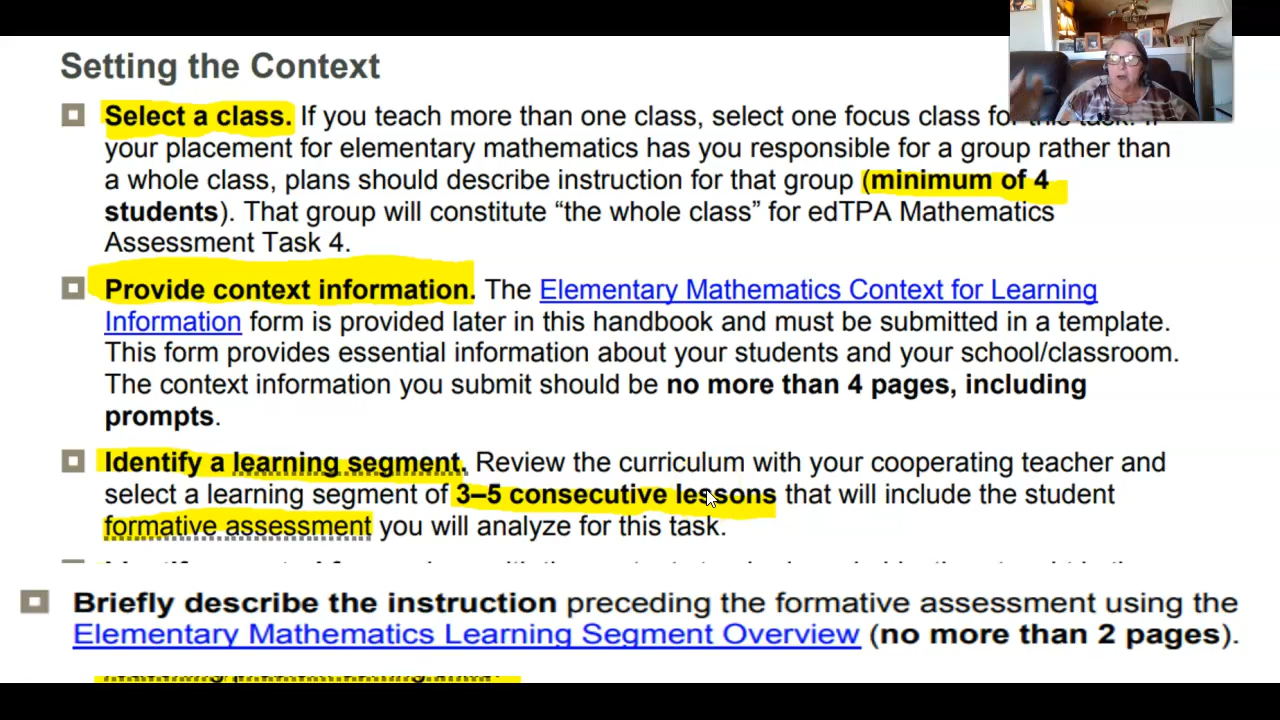 Setting the Context
Select a class. If you teach more than one class, select one focus class for this task. If
your placement for elementary mathematics has you responsible for a group rather than
a whole class, plans should describe instruction for that group (minimum of 4
students). That group will constitute “the whole class” for edTPA Mathematics
Assessment Task 4.
Provide context information. The Elementary Mathematics Context for Learning
Information form is provided later in this handbook and must be submitted in a template.
This form provides essential information about your students and your school/classroom.
The context information you submit should be no more than 4 pages, including
prompts.
Identify a learning segment. Review the curriculum with your cooperating teacher and
select a learning segment of 3–5 consecutive lessons that will include the student
formative assessment you will analyze for this task.
Briefly describe the instruction preceding the formative assessment using the
Elementary Mathematics Learning Segment Overview (no more than 2 pages).